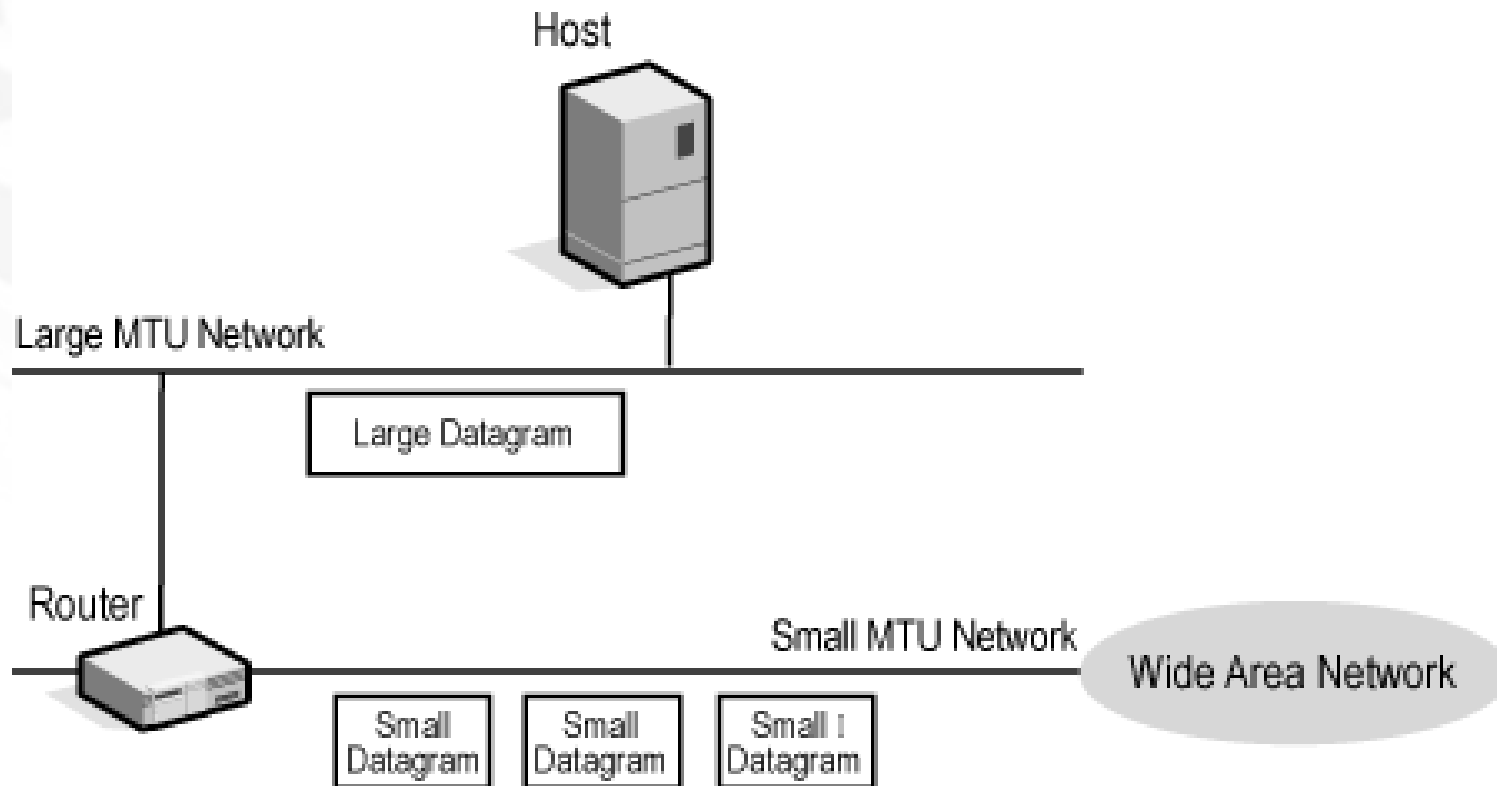 Host
Large MTU Network
Large Datagram
Router
Small MTU Network
Wide Area Network
Small
Datagram
Small
Datagram
Small
Datagram